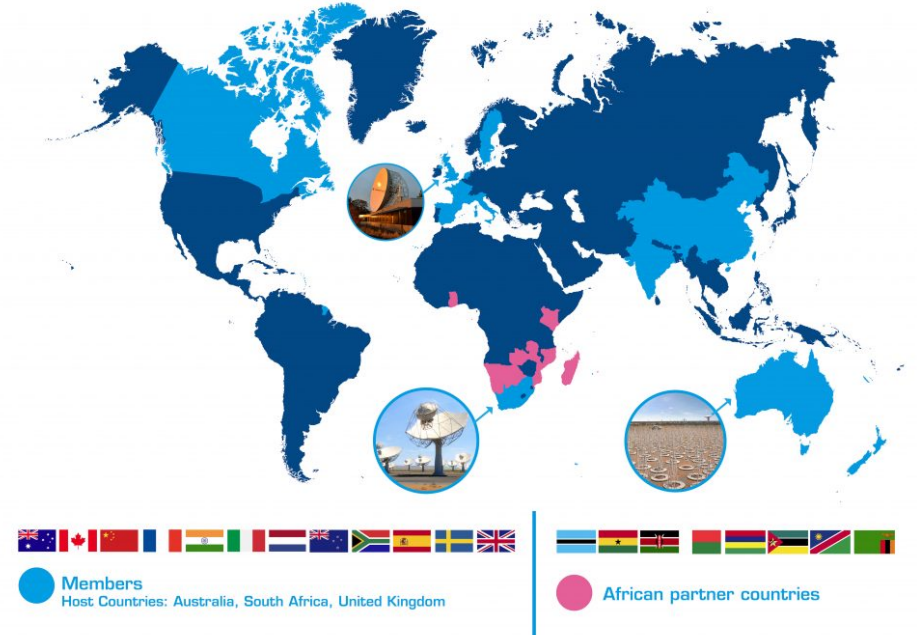 Members
Host Countries: Australia, South Africa, United Kingdom
African partner countries